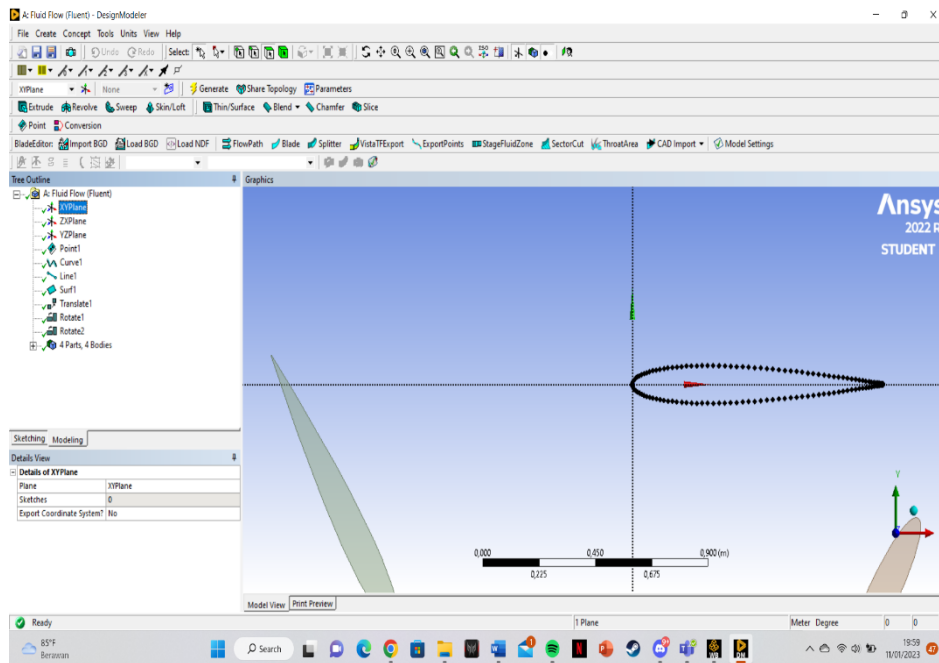 A: Fluid Flow (Fluent) - DesignModeler
File Create Concept Tools Units View Help
Undo Redo Select:
XYPlane None Generate Share Topology Parameters
Extrude Revolve Sweep Skin/Loft Thin/Surface Blend Chamfer Slice
Point Conversion
BladeEditor: Import BGD Load BGD Load NDF FlowPath Blade Splitter VistaTFExport ExportPoints StageFluidZone SectorCut ThroatArea CAD Import Model Settings
Tree Outline
A: Fluid Flow (Fluent)
XYPlane
ZXPlane
YZPlane
Point1
Curve1
Line1
Surf1
Translate1
Rotate1
Rotate2
4 Parts, 4 Bodies
Sketching Modeling
Details View
Details of XYPlane
Plane XYPlane
Sketches 0
Export Coordinate System? No
Graphics
Ansys
2022 R
STUDENT
Y
0,000 0,450 0,900 (m)
0,225 0,675
Model View Print Preview
Ready 1 Plane Meter Degree 0 0
85°F
Berawan
Search
19:59
11/01/2023
47